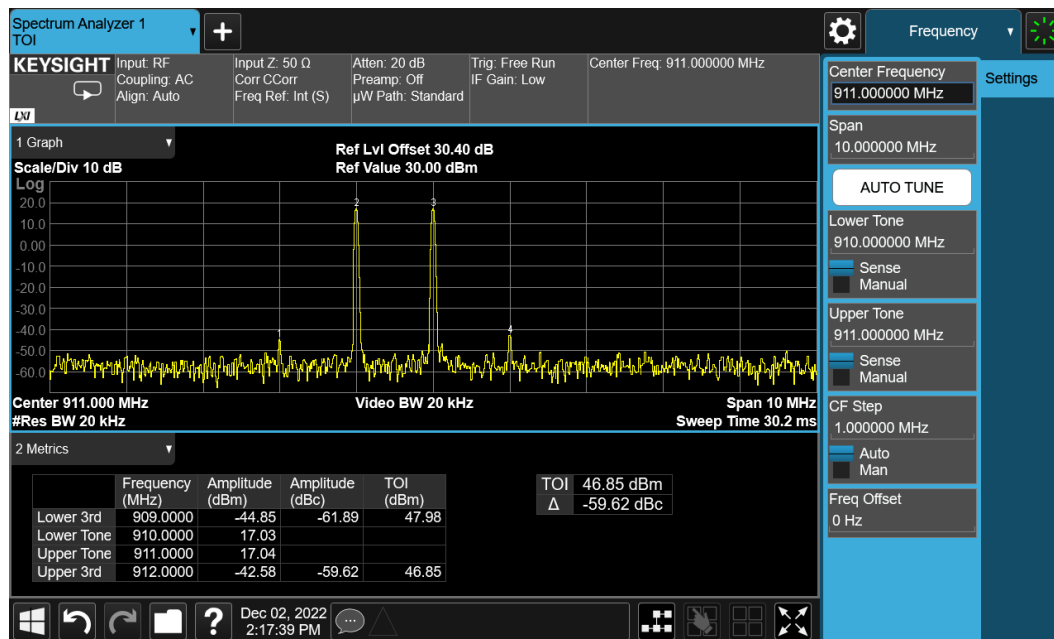 Spectrum Analyzer 1
TOI
Frequency
KEYSIGHT
LXI
Input: RF
Coupling: AC
Align: Auto
Input Z: 50 Ω
Corr CCorr
Freq Ref: Int (S)
Atten: 20 dB
Preamp: Off
µW Path: Standard
Trig: Free Run
IF Gain: Low
Center Freq: 911.000000 MHz
1 Graph
Scale/Div 10 dB
Ref Lvl Offset 30.40 dB
Ref Value 30.00 dBm
Log
20.0
10.0
0.00
-10.0
-20.0
-30.0
-40.0
-50.0
-60.0
1
2
3
4
Center 911.000 MHz
#Res BW 20 kHz
Video BW 20 kHz
Span 10 MHz
Sweep Time 30.2 ms
2 Metrics
Frequency (MHz) Amplitude (dBm) Amplitude (dBc) TOI (dBm)
Lower 3rd 909.0000 -44.85 -61.89 47.98
Lower Tone 910.0000 17.03
Upper Tone 911.0000 17.04
Upper 3rd 912.0000 -42.58 -59.62 46.85
TOI 46.85 dBm
Δ -59.62 dBc
Center Frequency
911.000000 MHz
Span
10.000000 MHz
AUTO TUNE
Lower Tone
910.000000 MHz
Sense
Manual
Upper Tone
911.000000 MHz
Sense
Manual
CF Step
1.000000 MHz
Auto
Man
Freq Offset
0 Hz
Settings
?
Dec 02, 2022
2:17:39 PM